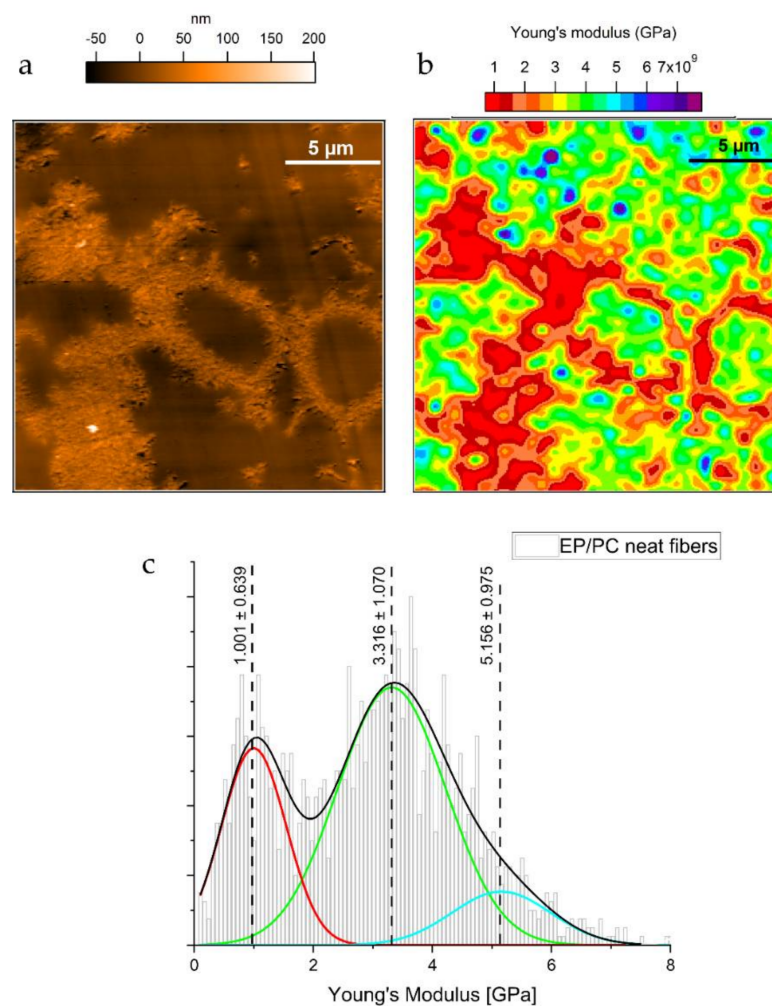 nm
-50 0 50 100 150 200
a
5 µm
Young's modulus (GPa)
b
1 2 3 4 5 6 7x10⁹
5 µm
c
EP/PC neat fibers
1.001 ± 0.639
3.316 ± 1.070
5.156 ± 0.975
0 2 4 6 8
Young's Modulus [GPa]